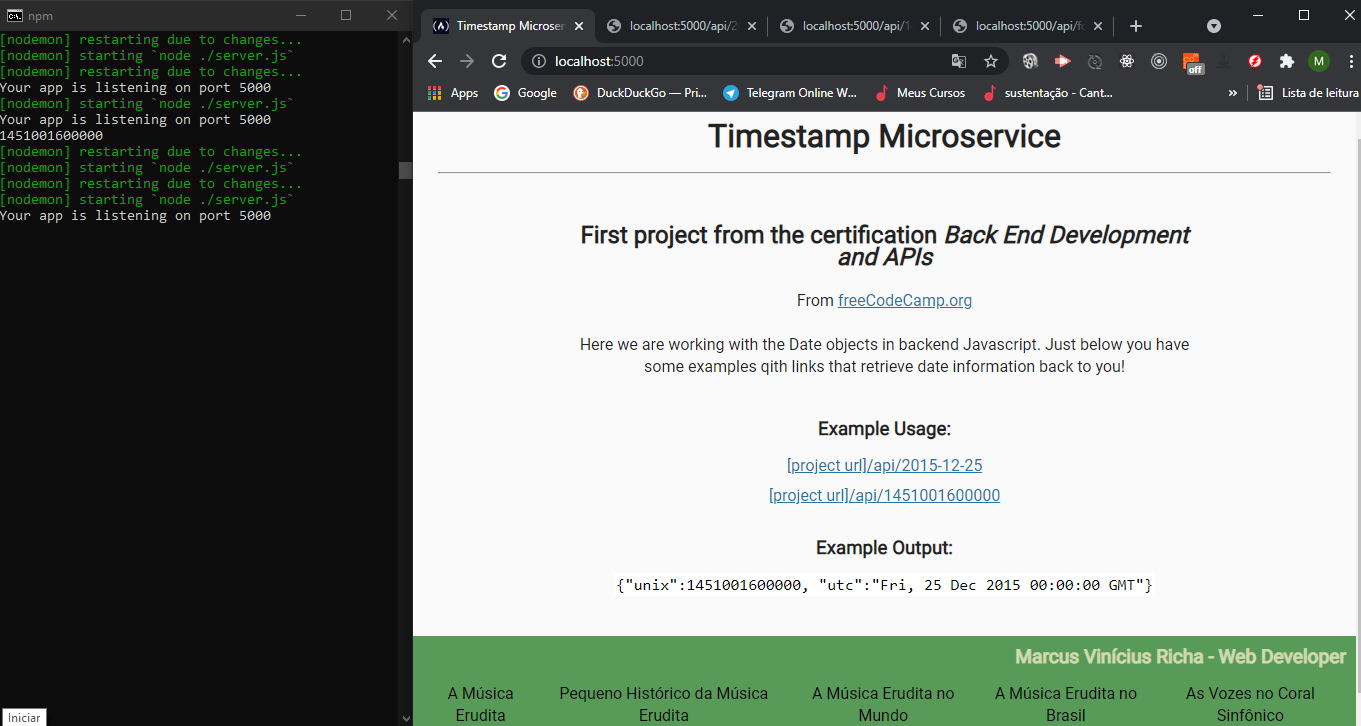 npm
[nodemon] restarting due to changes...
[nodemon] starting `node ./server.js`
[nodemon] restarting due to changes...
Your app is listening on port 5000
[nodemon] starting `node ./server.js`
Your app is listening on port 5000
1451001600000
[nodemon] restarting due to changes...
[nodemon] starting `node ./server.js`
[nodemon] restarting due to changes...
[nodemon] starting `node ./server.js`
Your app is listening on port 5000
Iniciar
Timestamp Microser
localhost:5000/api/2
localhost:5000/api/1
localhost:5000/api/fo
localhost:5000
off
M
Apps
Google
DuckDuckGo — Pri...
Telegram Online W...
Meus Cursos
sustentação - Cant...
»
Lista de leitura
Timestamp Microservice
First project from the certification Back End Development
and APIs
From freeCodeCamp.org
Here we are working with the Date objects in backend Javascript. Just below you have
some examples qith links that retrieve date information back to you!
Example Usage:
[project url]/api/2015-12-25
[project url]/api/1451001600000
Example Output:
{"unix":1451001600000, "utc":"Fri, 25 Dec 2015 00:00:00 GMT"}
Marcus Vinícius Richa - Web Developer
A Música
Erudita
Pequeno Histórico da Música
Erudita
A Música Erudita no
Mundo
A Música Erudita no
Brasil
As Vozes no Coral
Sinfônico